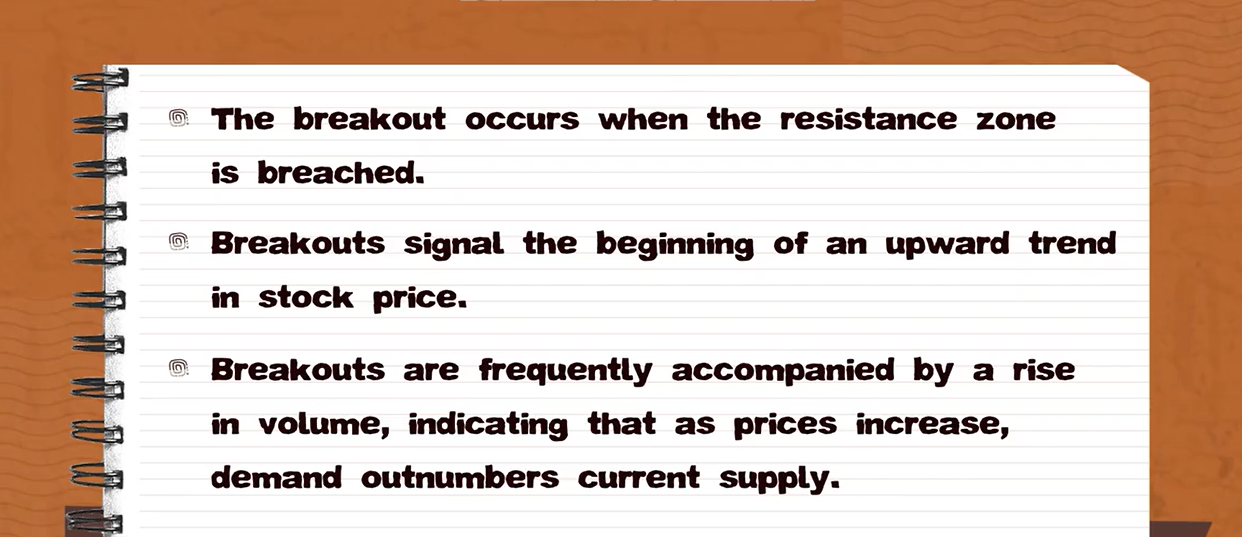 The breakout occurs when the resistance zone
is breached.
Breakouts signal the beginning of an upward trend
in stock price.
Breakouts are frequently accompanied by a rise
in volume, indicating that as prices increase,
demand outnumbers current supply.